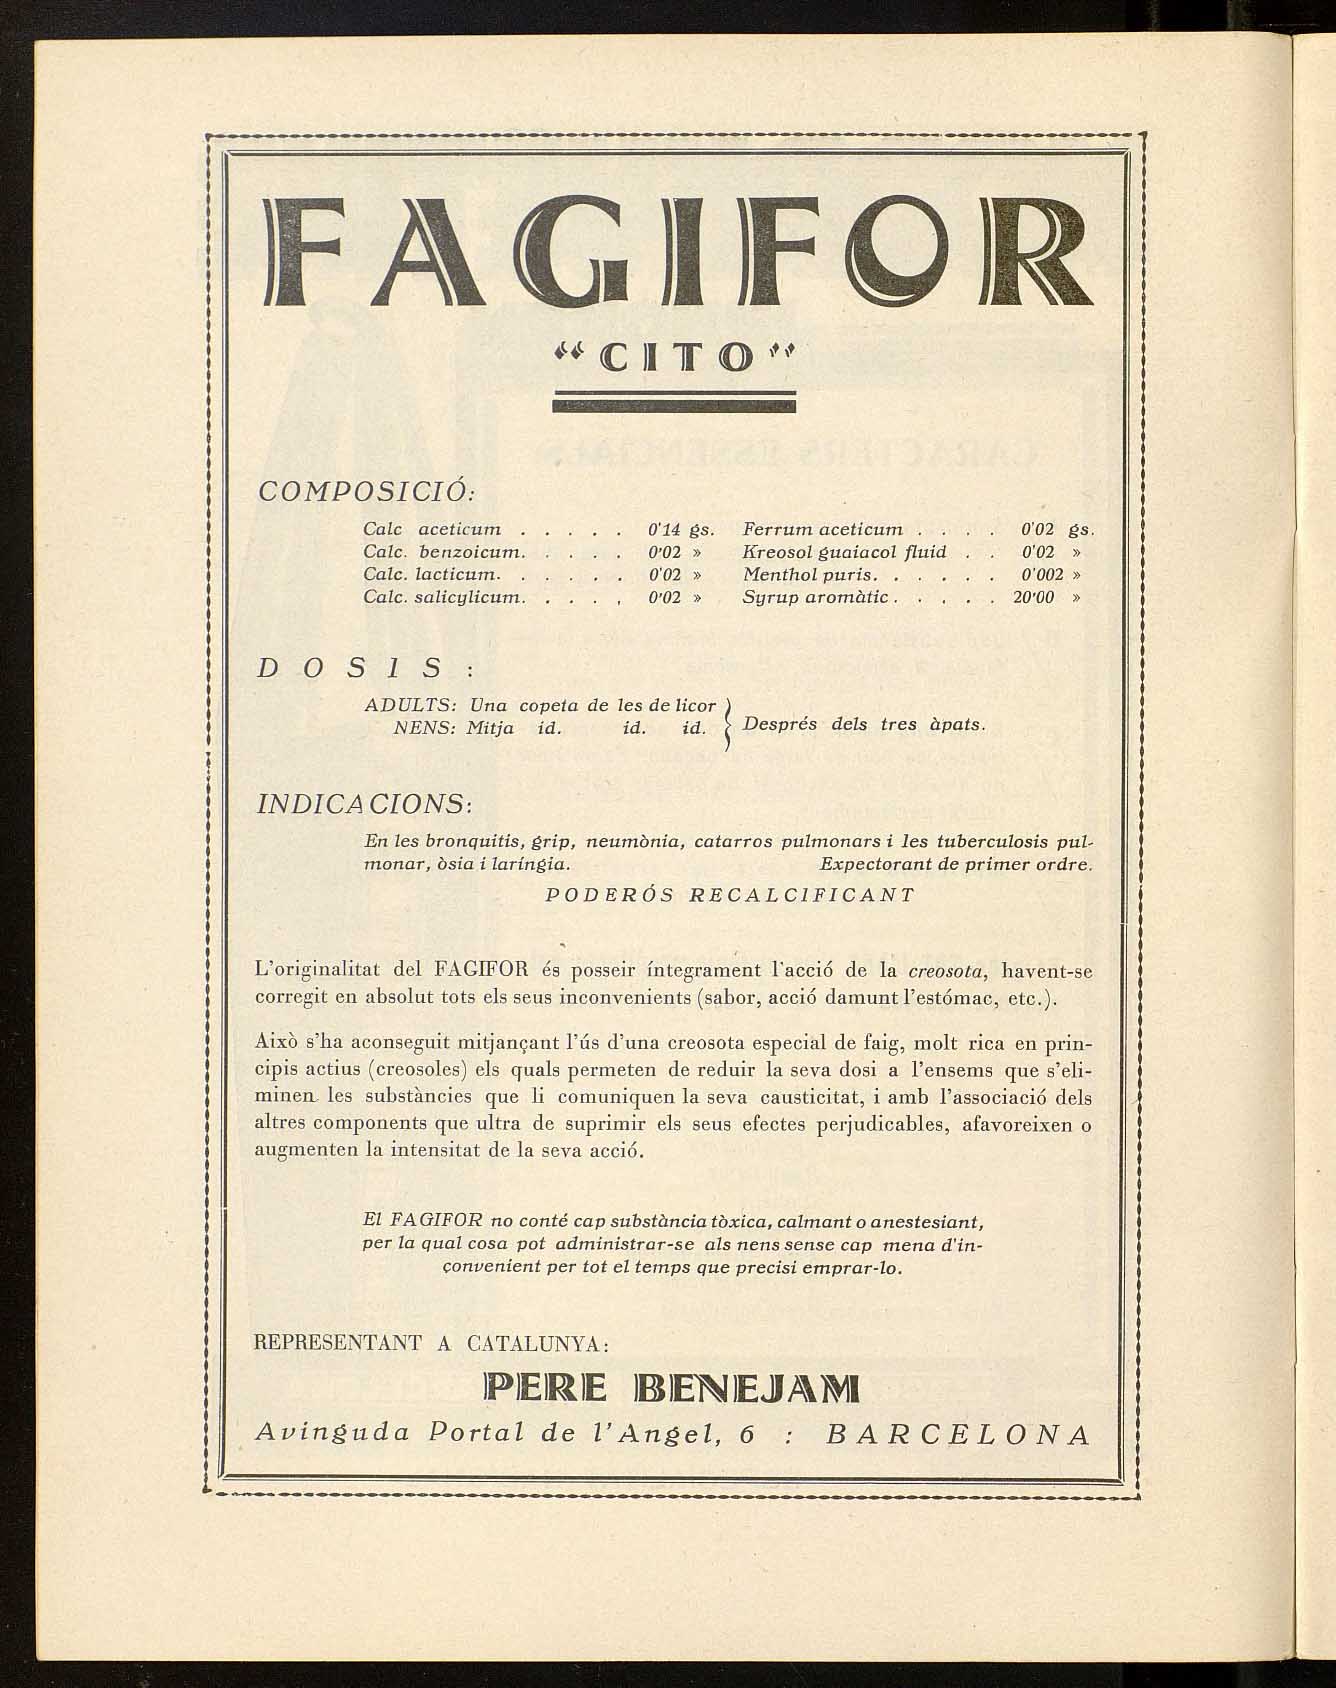 FAGIFOR
"CITO"
COMPOSICIÓ:
Calc aceticum . . . . . 0'14 gs. Ferrum aceticum . . . . 0'02 gs.
Calc. benzoicum. . . . . 0'02 » Kreosol guaiacol fluid . . 0'02 »
Calc. lacticum. . . . . . 0'02 » Menthol puris. . . . . . 0'002 »
Calc. salicylicum. . . . . 0'02 » Syrup aromàtic . . . . . 20'00 »
DOSIS:
ADULTS: Una copeta de les de licor
NENS: Mitja id. id. id. } Després dels tres àpats.
INDICACIONS:
En les bronquitis, grip, neumònia, catarros pulmonars i les tuberculosis pul-
monar, òsia i laríngia. Expectorant de primer ordre.
PODERÓS RECALCIFICANT
L'originalitat del FAGIFOR és posseir íntegrament l'acció de la creosota, havent-se
corregit en absolut tots els seus inconvenients (sabor, acció damunt l'estómac, etc.).
Això s'ha aconseguit mitjançant l'ús d'una creosota especial de faig, molt rica en prin-
cipis actius (creosoles) els quals permeten de reduir la seva dosi a l'ensems que s'eli-
minen les substàncies que li comuniquen la seva causticitat, i amb l'associació dels
altres components que ultra de suprimir els seus efectes perjudicables, afavoreixen o
augmenten la intensitat de la seva acció.
El FAGIFOR no conté cap substància tòxica, calmant o anestesiant,
per la qual cosa pot administrar-se als nens sense cap mena d'in-
convenient per tot el temps que precisi emprar-lo.
REPRESENTANT A CATALUNYA:
PERE BENEJAM
Avinguda Portal de l'Angel, 6 : BARCELONA